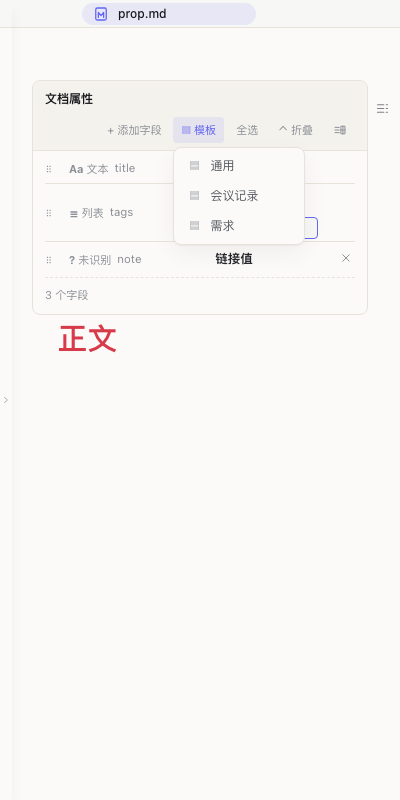 prop.md
文档属性
+ 添加字段 模板 全选 折叠
通用
会议记录
需求
Aa 文本 title
列表 tags
? 未识别 note 链接值
3 个字段
正文